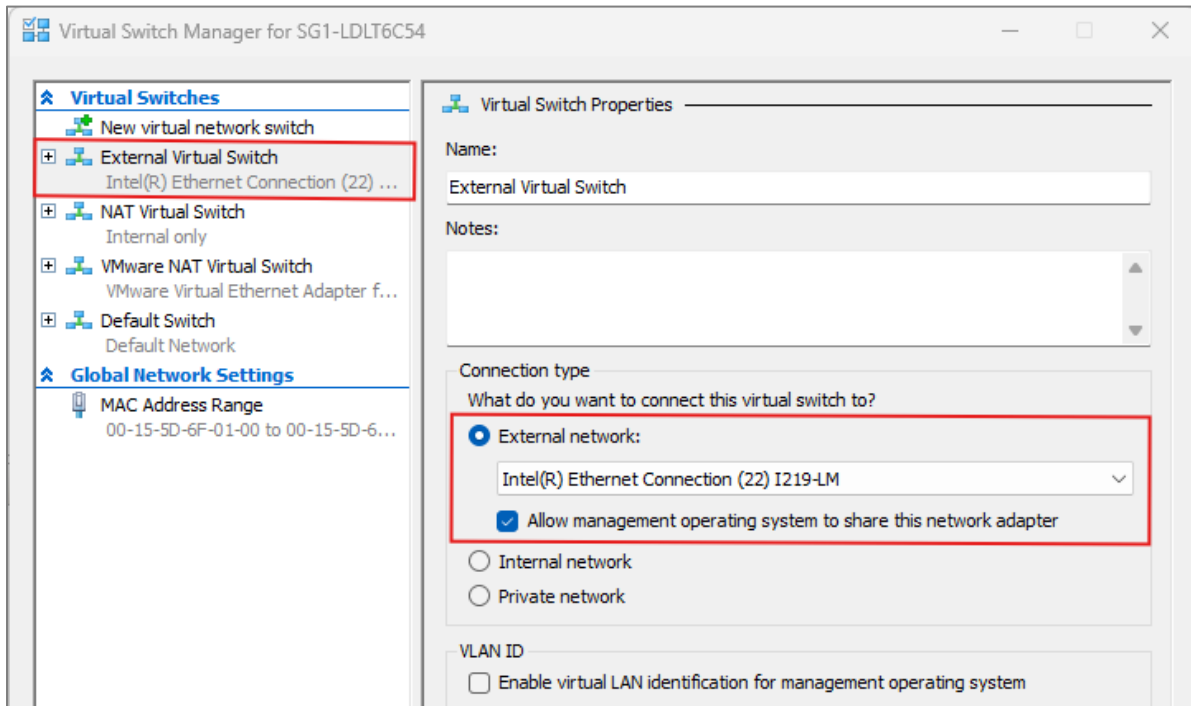 Virtual Switch Manager for SG1-LDLT6C54
Virtual Switches
New virtual network switch
External Virtual Switch
Intel(R) Ethernet Connection (22) ...
NAT Virtual Switch
Internal only
VMware NAT Virtual Switch
VMware Virtual Ethernet Adapter f...
Default Switch
Default Network
Global Network Settings
MAC Address Range
00-15-5D-6F-01-00 to 00-15-5D-6...
Virtual Switch Properties
Name:
External Virtual Switch
Notes:
Connection type
What do you want to connect this virtual switch to?
External network:
Intel(R) Ethernet Connection (22) I219-LM
Allow management operating system to share this network adapter
Internal network
Private network
VLAN ID
Enable virtual LAN identification for management operating system